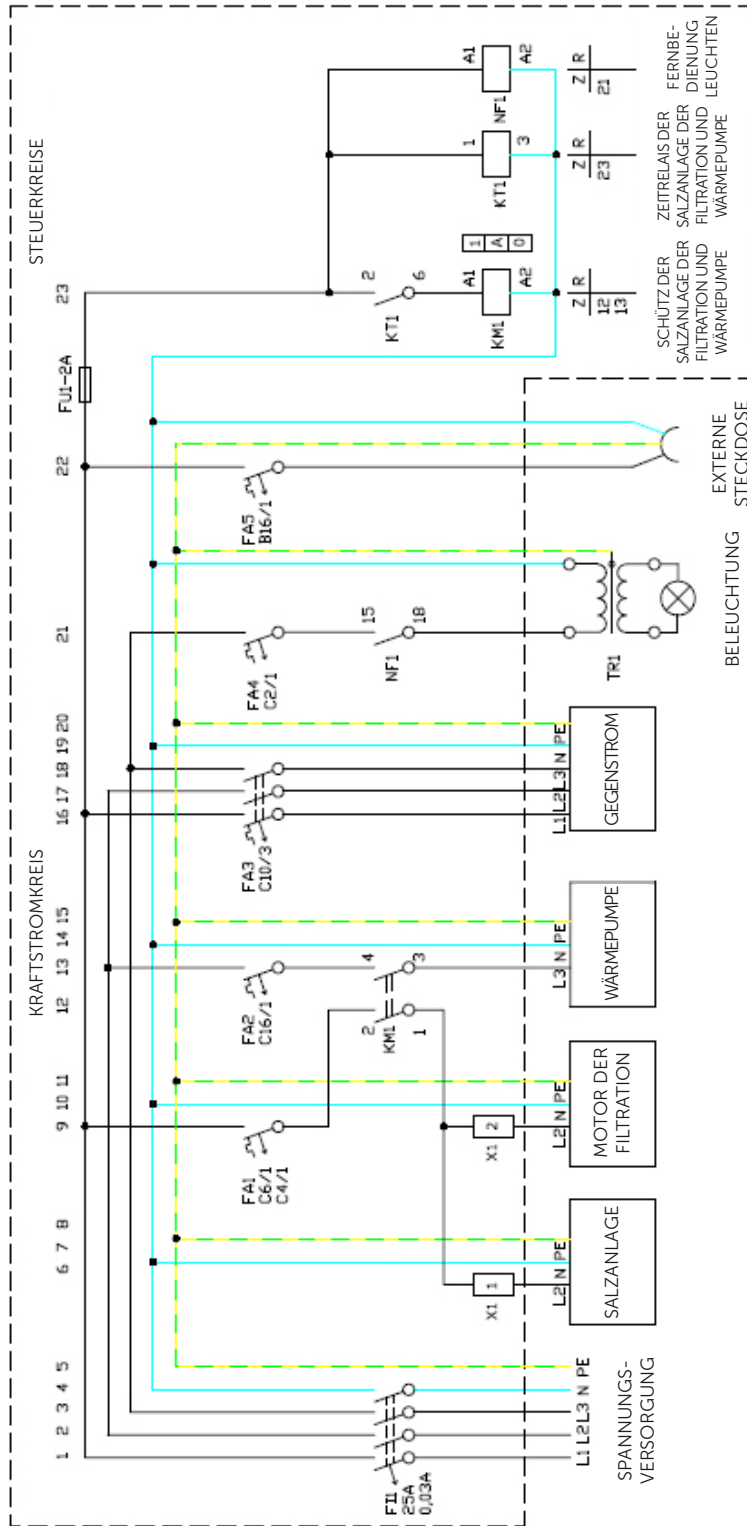 KRAFTSTROMKREIS
STEUERKREISE
1 2 3 4 5
6 7 8
9 10 11
12 13 14 15
16 17 18 19 20
21
22
23
FU1-2A
FI1
25A
0,03A
FA1
C6/1
C4/1
FA2
C16/1
FA3
C10/3
FA4
C2/1
FA5
B16/1
2 4
KM1
1 3
15
NF1
18
2
KT1
6
A1
KM1
A2
1 A 0
1
KT1
3
A1
NF1
A2
X1 1
X1 2
L1 L2 L3 N PE
SPANNUNGS-
VERSORGUNG
L2 N PE
SALZANLAGE
L2 N PE
MOTOR DER
FILTRATION
L3 N PE
WÄRMEPUMPE
L1 L2 L3 N PE
GEGENSTROM
TR1
BELEUCHTUNG
EXTERNE
STECKDOSE
Z R
12
13
SCHÜTZ DER
SALZANLAGE DER
FILTRATION UND
WÄRMEPUMPE
Z R
23
ZEITRELAIS DER
SALZANLAGE DER
FILTRATION UND
WÄRMEPUMPE
Z R
21
FERNBE-
DIENUNG
LEUCHTEN